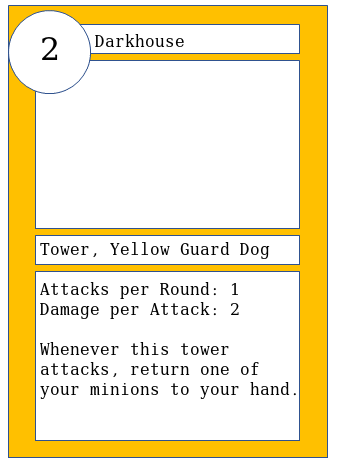 2
Darkhouse
Tower, Yellow Guard Dog
Attacks per Round: 1
Damage per Attack: 2
Whenever this tower
attacks, return one of
your minions to your hand.